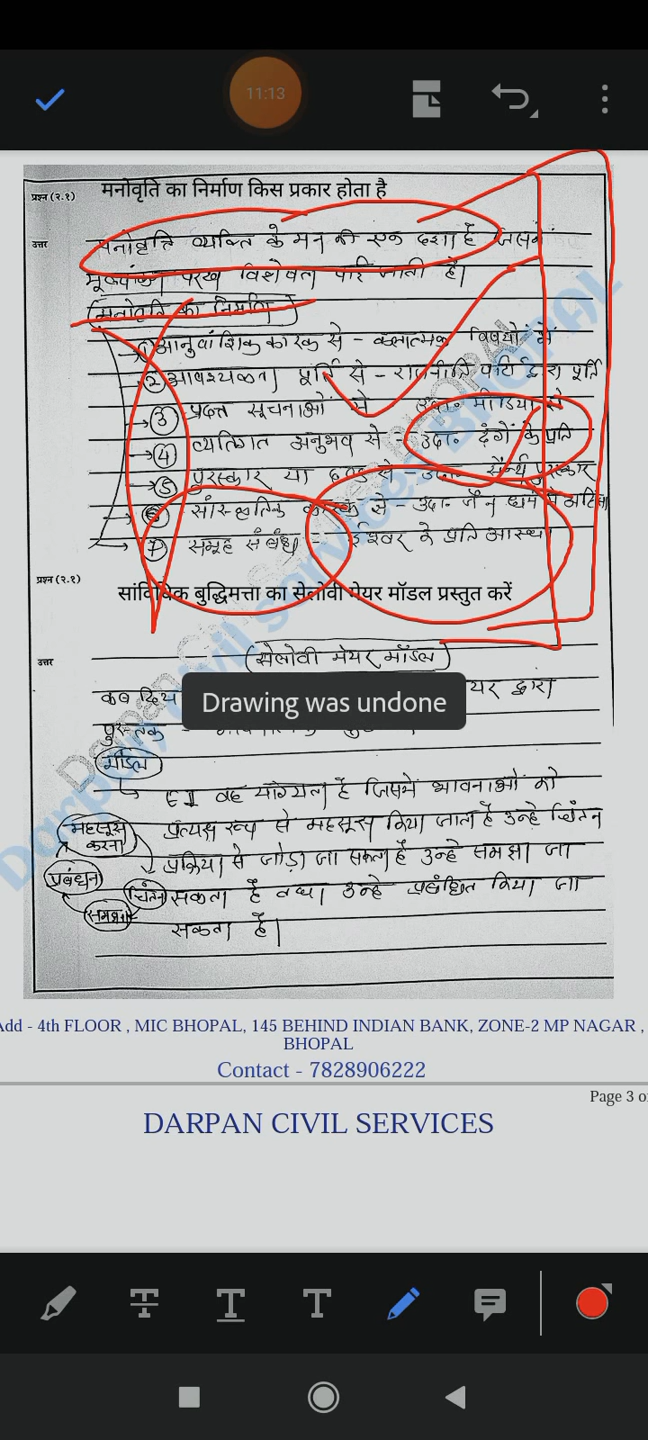 11:13
प्रश्न (२.१)
मनोवृति का निर्माण किस प्रकार होता है
उत्तर
मनोवृत्ति व्यक्ति के मन की एक दशा है जिसमें
मूल्यांकन परख विशेषता पाई जाती है।
मनोवृति का निर्माण
① आनुवांशिक कारक से - विषयों में
② आवश्यकता पूर्ति से - राजनीति पार्टी द्वारा पूर्ति
③ प्रदत्त सूचनाओं से मीडिया से
④ व्यक्तिगत अनुभव से - उदा. दंगों के प्रति
⑤ पुरस्कार या दण्ड से - उदा. पुरस्कार
⑥ सांस्कृतिक कारक से - उदा. जैन धर्म में अहिंसा
⑦ समूह संबंध - ईश्वर के प्रति आस्था
प्रश्न (२.१)
सांविधिक बुद्धिमत्ता का सेलोवी मेयर मॉडल प्रस्तुत करें
उत्तर
सेलोवी मेयर मॉडल
कब दिया यर द्वारा
पुस्तक -
मॉडल
EI वह योग्यता है जिसमें भावनाओं को
महसूस करना
प्रत्यक्ष रूप से महसूस किया जाता है उन्हे चिंतन
प्रक्रिया से जोड़ा जा सकता है उन्हे समझा जा
प्रबंधन
चिंतन
सकता है तथा उन्हे प्रबंधित किया जा
समझना
सकता है।
Drawing was undone
Add - 4th FLOOR , MIC BHOPAL, 145 BEHIND INDIAN BANK, ZONE-2 MP NAGAR ,
BHOPAL
Contact - 7828906222
Page 3 o
DARPAN CIVIL SERVICES